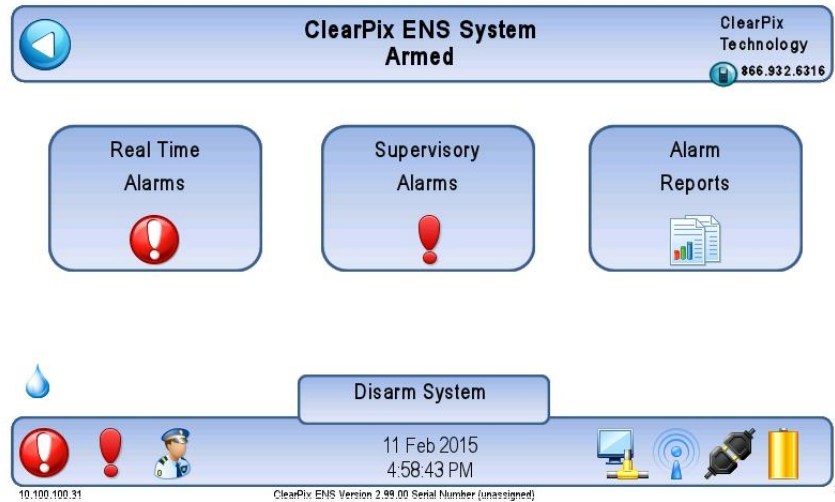 ClearPix ENS System
Armed
ClearPix
Technology
866.932.6316
Real Time
Alarms
Supervisory
Alarms
Alarm
Reports
Disarm System
11 Feb 2015
4:58:43 PM
10.100.100.31
ClearPix ENS Version 2.99.00 Serial Number (unassigned)